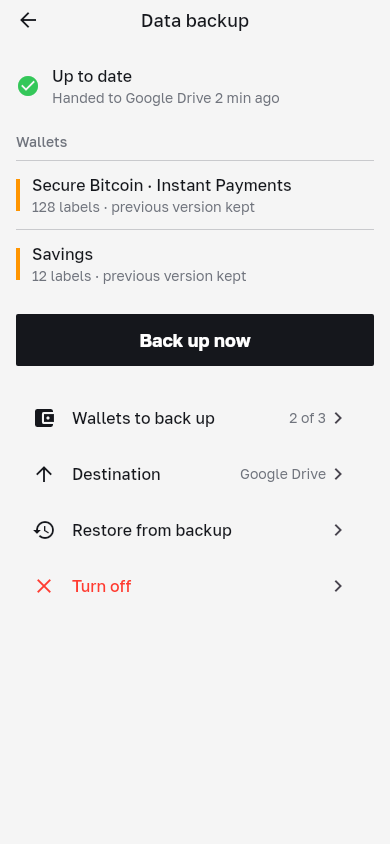 Data backup
Up to date
Handed to Google Drive 2 min ago
Wallets
Secure Bitcoin · Instant Payments
128 labels · previous version kept
Savings
12 labels · previous version kept
Back up now
Wallets to back up 2 of 3
Destination Google Drive
Restore from backup
Turn off